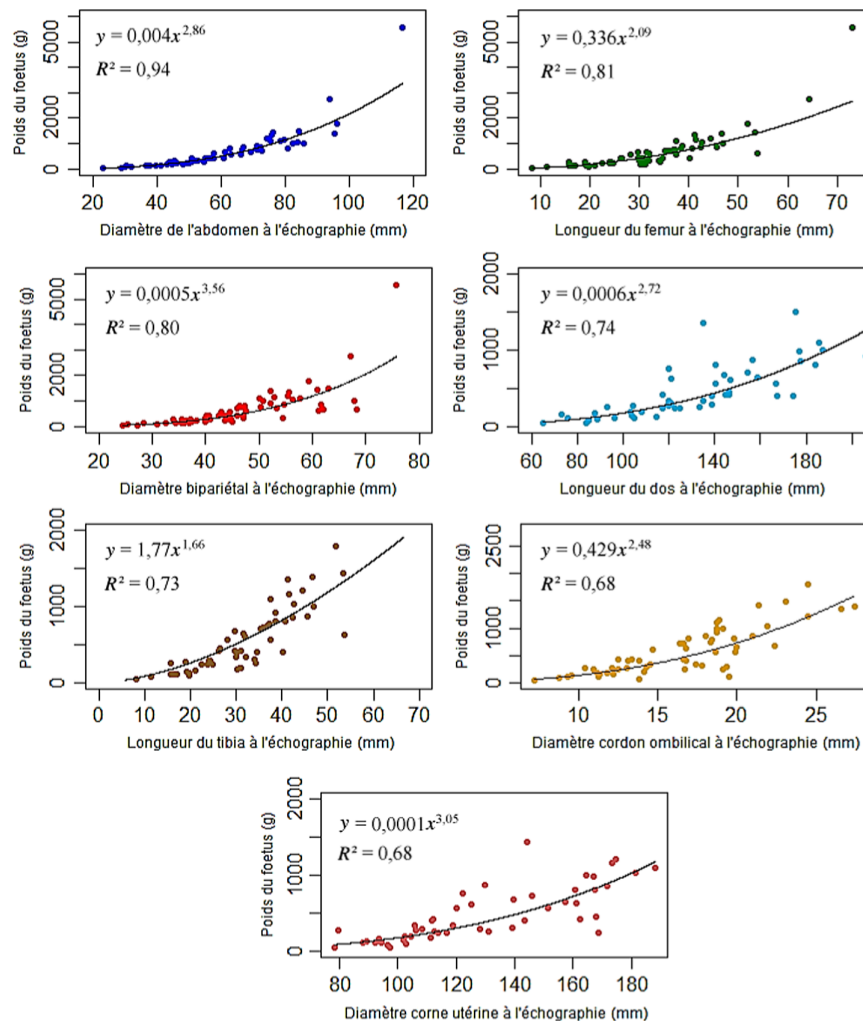 Poids du foetus (g)
0
2000
5000
y = 0,004x^2,86
R² = 0,94
20 40 60 80 100 120
Diamètre de l'abdomen à l'échographie (mm)
Poids du foetus (g)
0
2000
5000
y = 0,336x^2,09
R² = 0,81
10 20 30 40 50 60 70
Longueur du femur à l'échographie (mm)
Poids du foetus (g)
0
2000
5000
y = 0,0005x^3,56
R² = 0,80
20 30 40 50 60 70 80
Diamètre bipariétal à l'échographie (mm)
Poids du foetus (g)
0
1000
2000
y = 0,0006x^2,72
R² = 0,74
60 100 140 180
Longueur du dos à l'échographie (mm)
Poids du foetus (g)
0
1000
2000
y = 1,77x^1,66
R² = 0,73
0 10 20 30 40 50 60 70
Longueur du tibia à l'échographie (mm)
Poids du foetus (g)
0
1000
2500
y = 0,429x^2,48
R² = 0,68
10 15 20 25
Diamètre cordon ombilical à l'échographie (mm)
Poids du foetus (g)
0
1000
2000
y = 0,0001x^3,05
R² = 0,68
80 100 120 140 160 180
Diamètre corne utérine à l'échographie (mm)